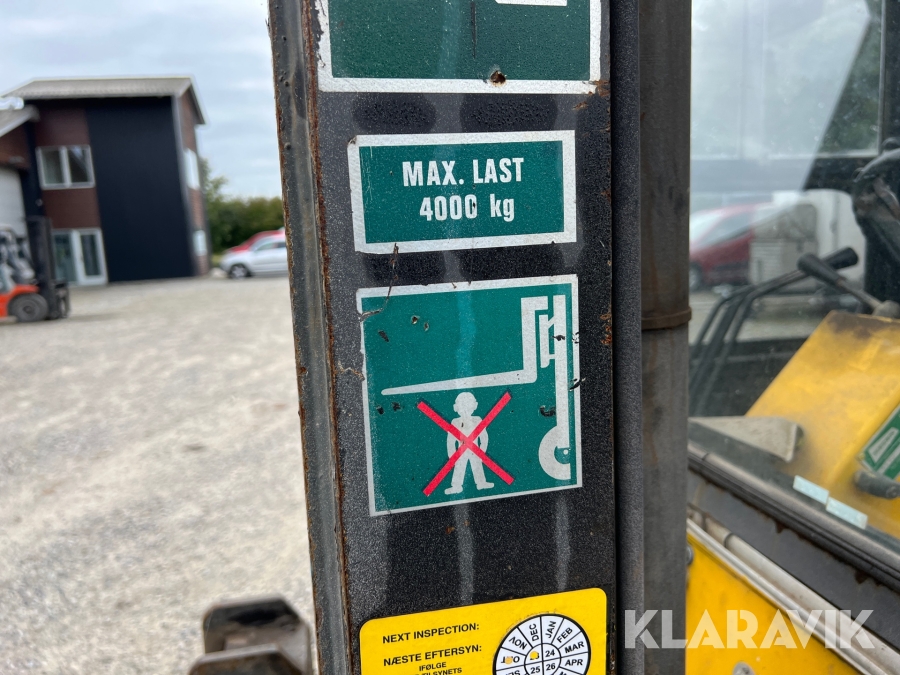 MAX. LAST
4000 kg
NEXT INSPECTION:
NÆSTE EFTERSYN:
IFØLGE
NOV DEC JAN FEB MAR APR
24
25 26
KLARAVIK